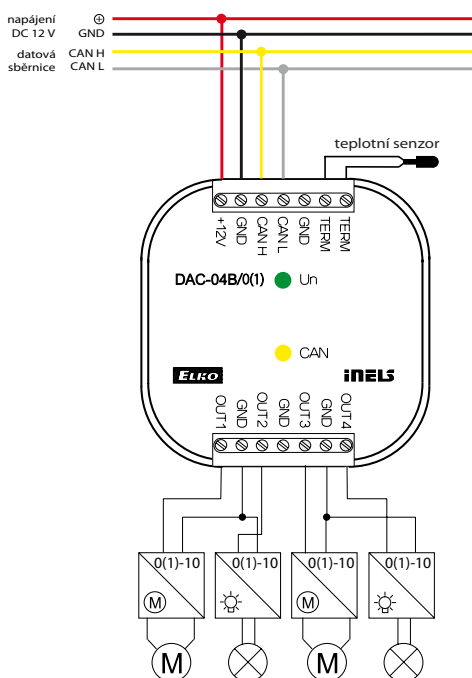 napájení ⊕
DC 12 V GND
datová CAN H
sběrnice CAN L
teplotní senzor
+12V GND CAN H CAN L GND TERM TERM
DAC-04B/0(1) Un
CAN
ELKO iNELS
OUT1 GND OUT2 GND OUT3 GND OUT4
0(1)-10 0(1)-10 0(1)-10 0(1)-10
M M
M M